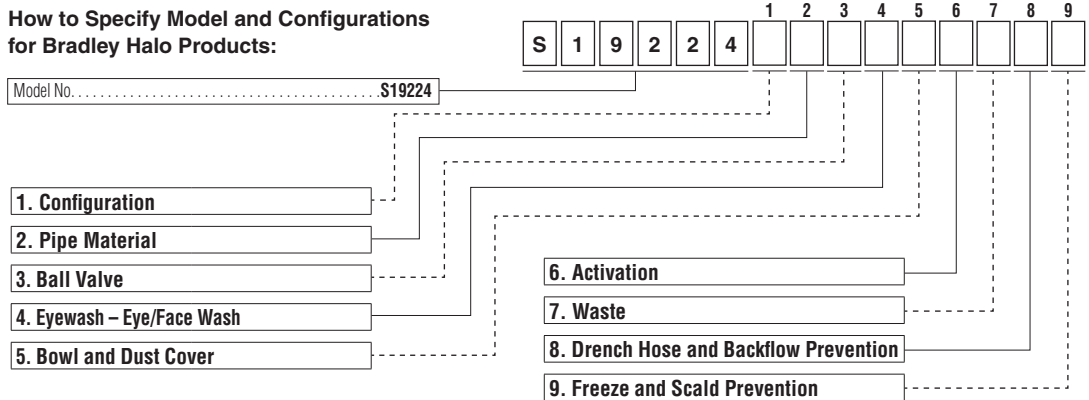 How to Specify Model and Configurations
for Bradley Halo Products:
1 2 3 4 5 6 7 8 9
S 1 9 2 2 4
Model No. . . . . . . . . . . . . . . . . . . . . . . . . . . . . . . . . . . . . . . . . . .S19224
1. Configuration
2. Pipe Material
3. Ball Valve
4. Eyewash – Eye/Face Wash
5. Bowl and Dust Cover
6. Activation
7. Waste
8. Drench Hose and Backflow Prevention
9. Freeze and Scald Prevention